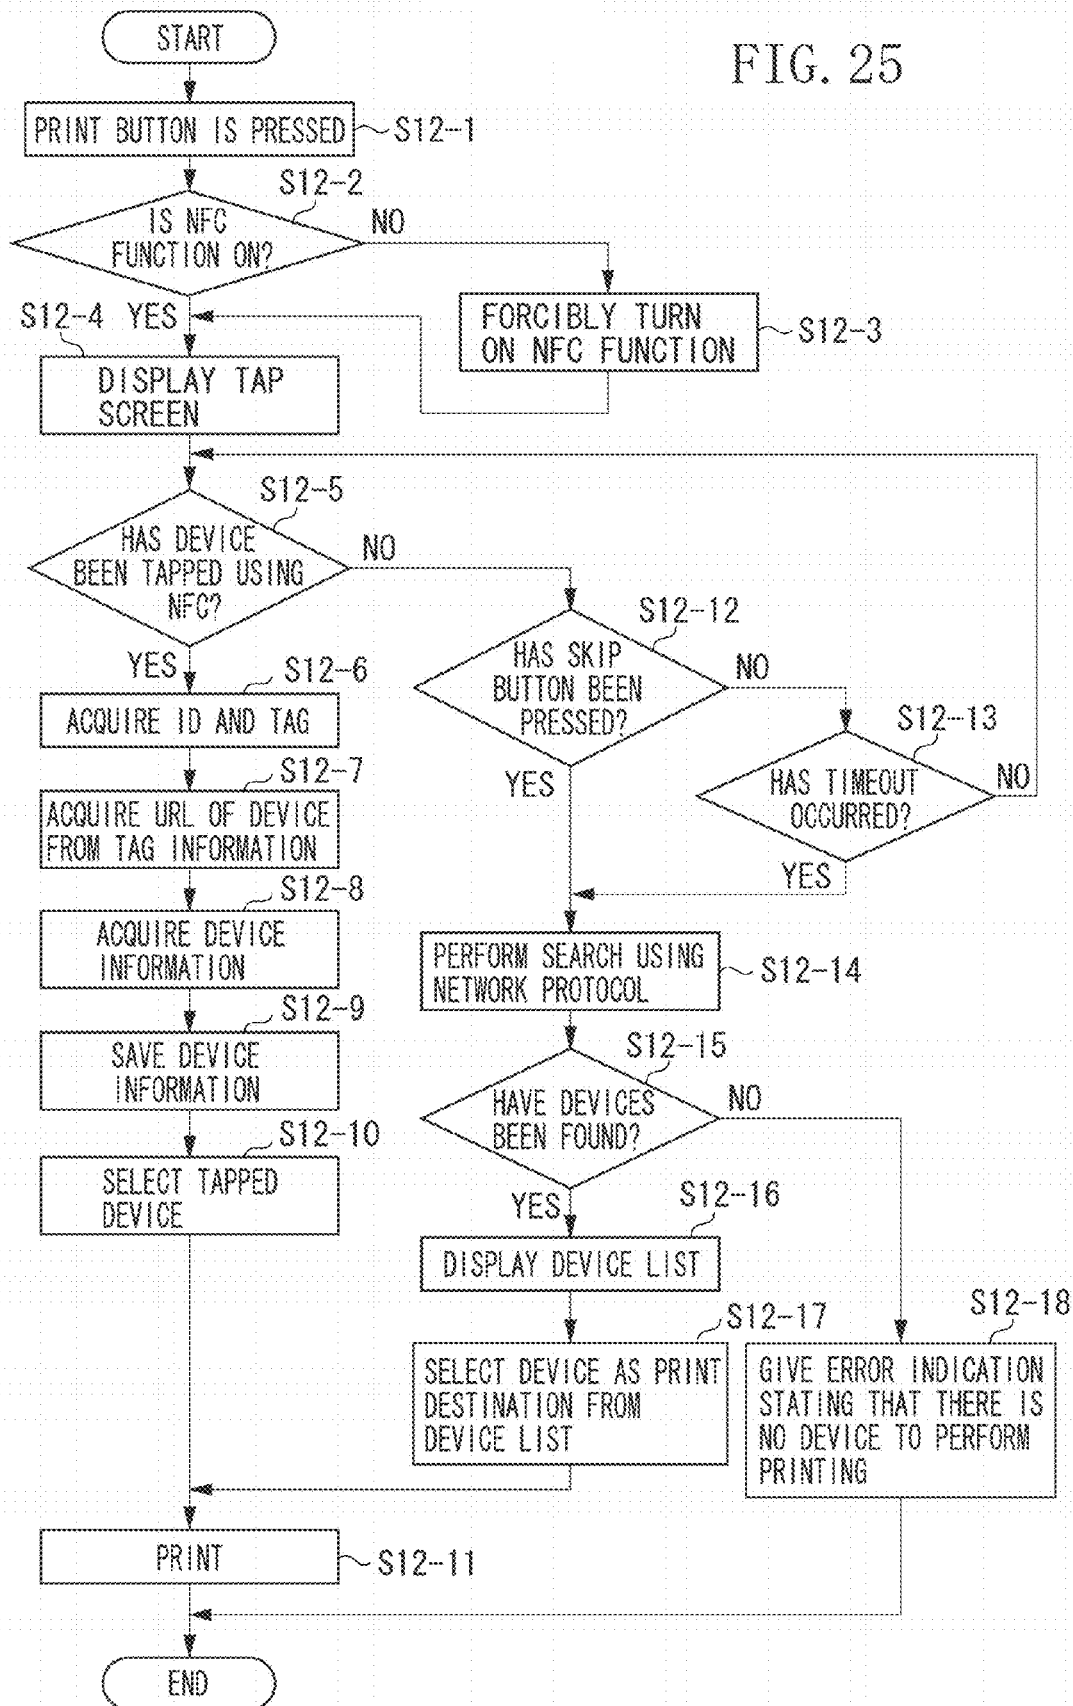 START
FIG. 25
PRINT BUTTON IS PRESSED
S12-1
S12-2
IS NFC
FUNCTION ON?
NO
YES
FORCIBLY TURN
ON NFC FUNCTION
S12-3
S12-4
DISPLAY TAP
SCREEN
S12-5
HAS DEVICE
BEEN TAPPED USING
NFC?
NO
YES
S12-12
HAS SKIP
BUTTON BEEN
PRESSED?
NO
YES
S12-13
HAS TIMEOUT
OCCURRED?
NO
YES
S12-6
ACQUIRE ID AND TAG
S12-7
ACQUIRE URL OF DEVICE
FROM TAG INFORMATION
S12-8
ACQUIRE DEVICE
INFORMATION
S12-9
SAVE DEVICE
INFORMATION
S12-10
SELECT TAPPED
DEVICE
PERFORM SEARCH USING
NETWORK PROTOCOL
S12-14
S12-15
HAVE DEVICES
BEEN FOUND?
NO
YES
S12-16
DISPLAY DEVICE LIST
S12-17
SELECT DEVICE AS PRINT
DESTINATION FROM
DEVICE LIST
S12-18
GIVE ERROR INDICATION
STATING THAT THERE IS
NO DEVICE TO PERFORM
PRINTING
PRINT
S12-11
END